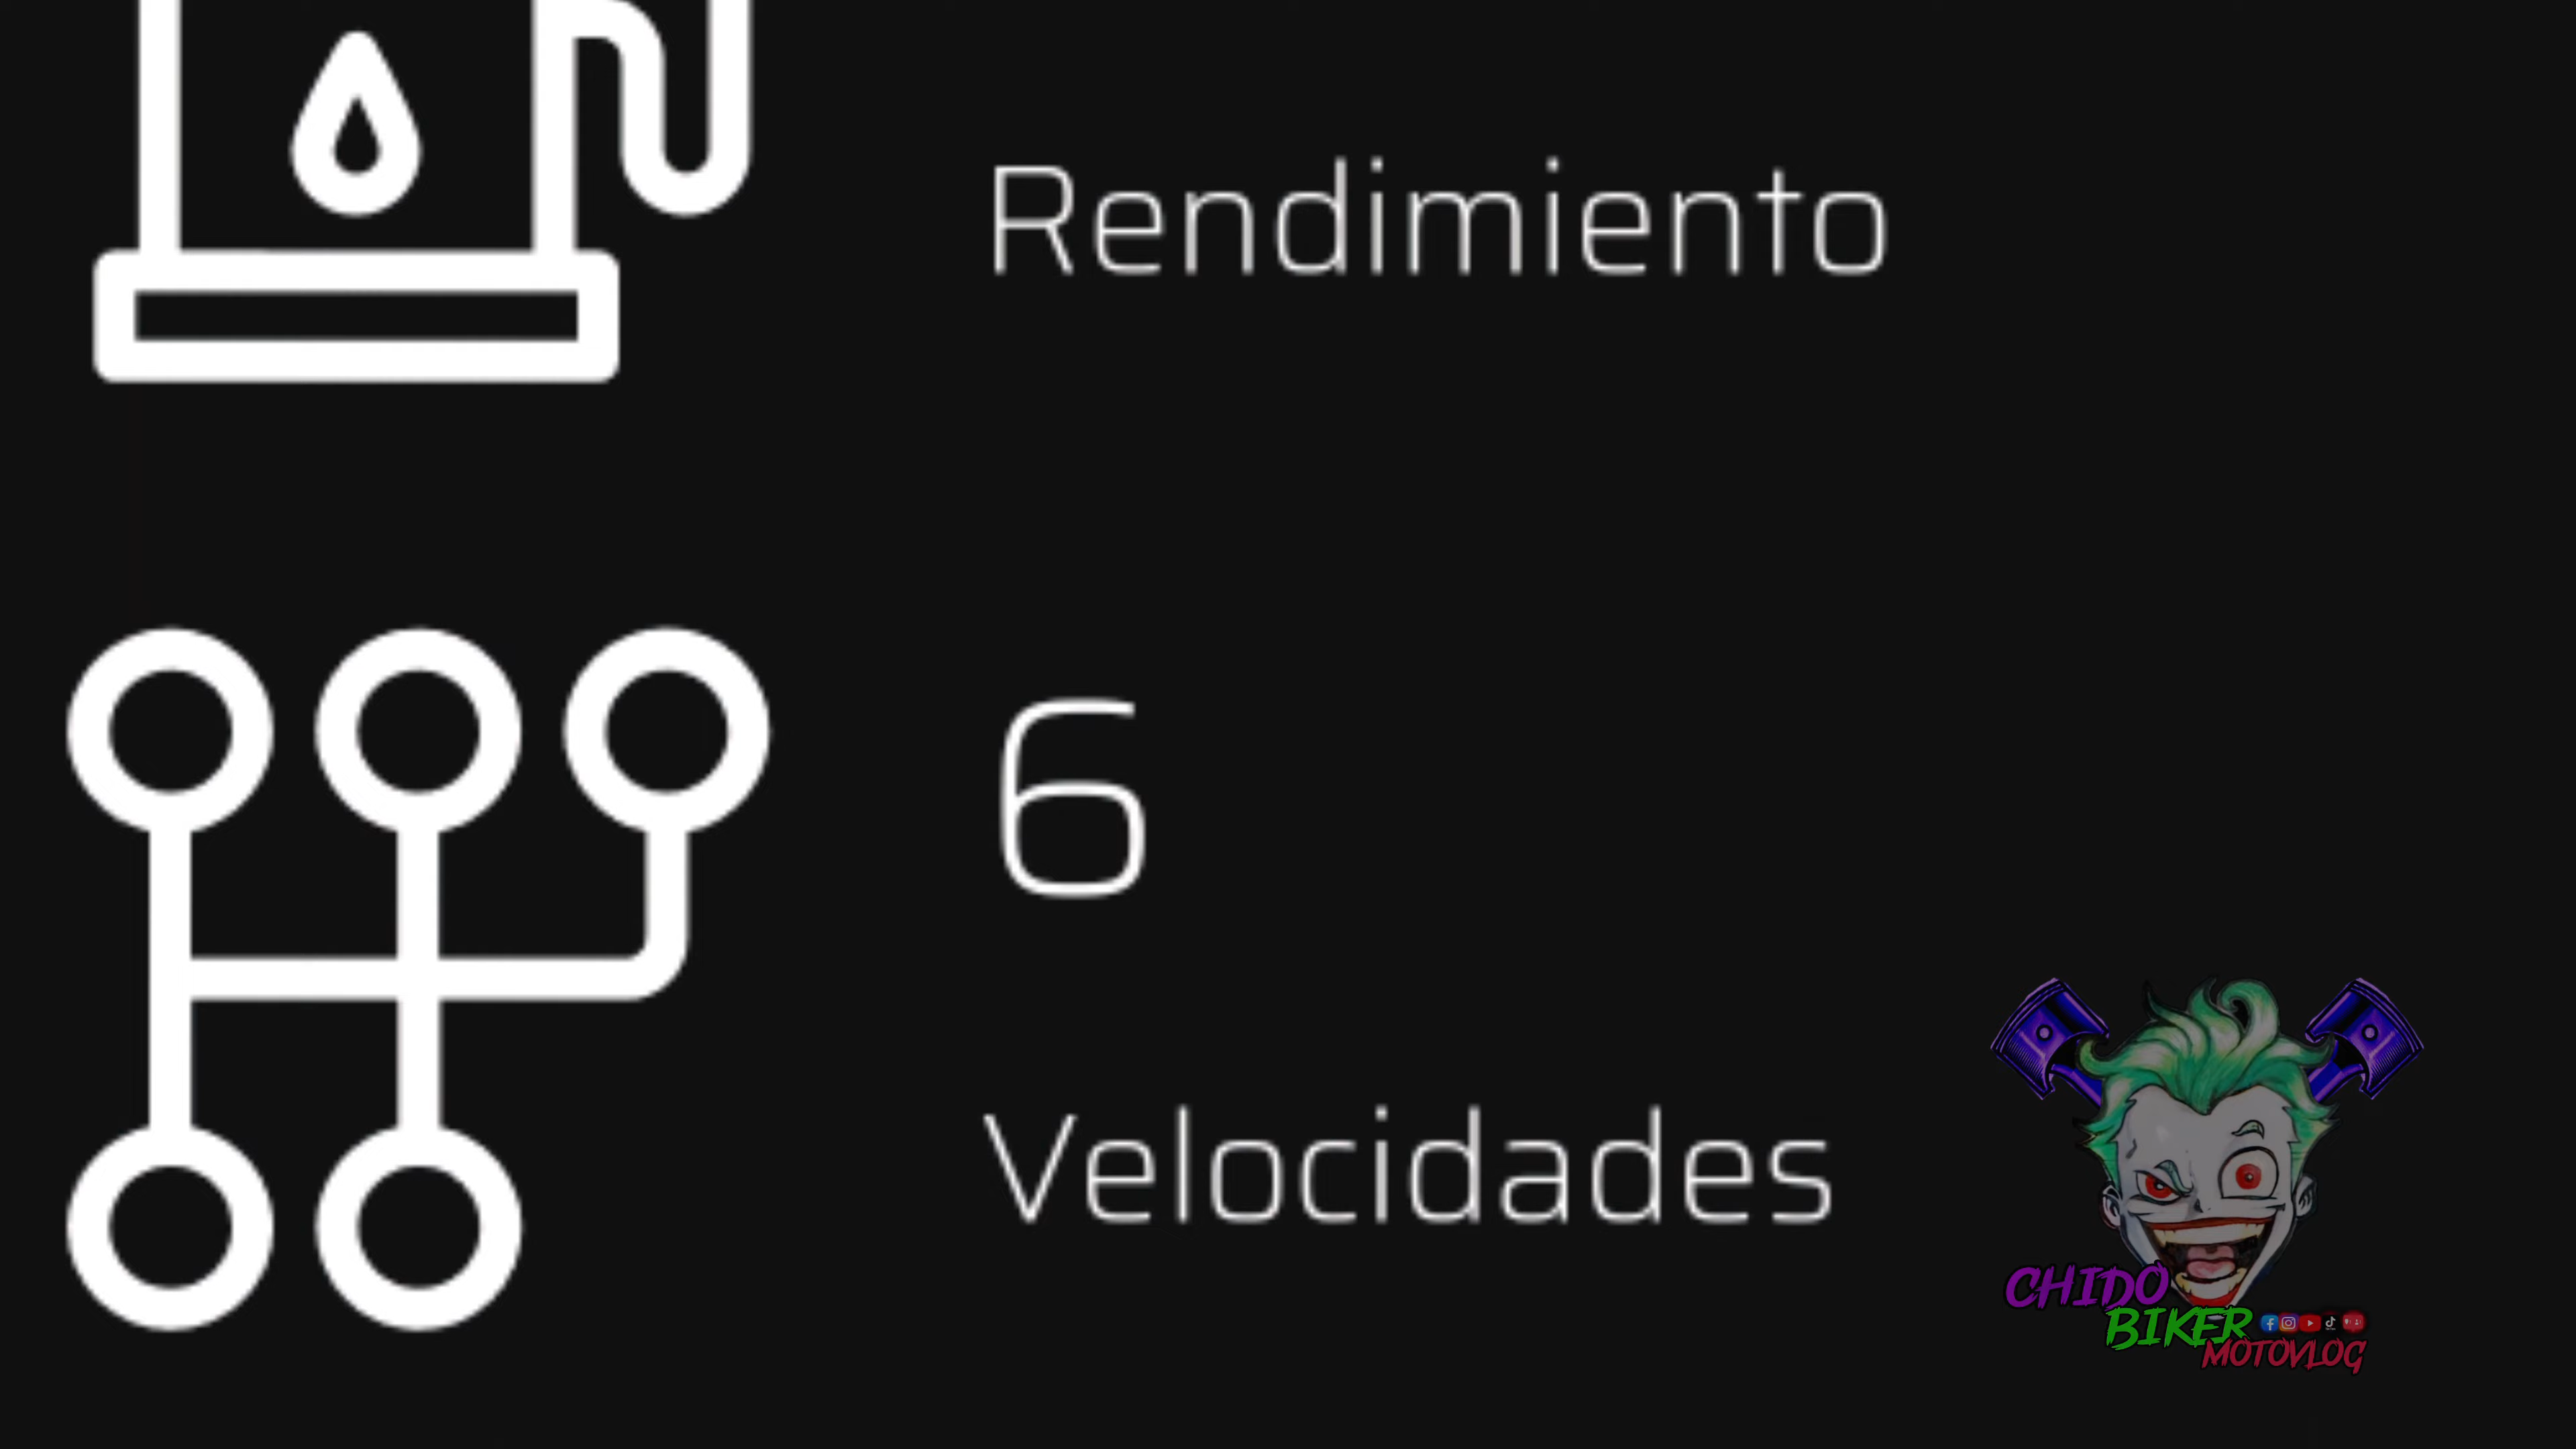 Rendimiento
6
Velocidades
CHIDO
BIKER
MOTOVLOG